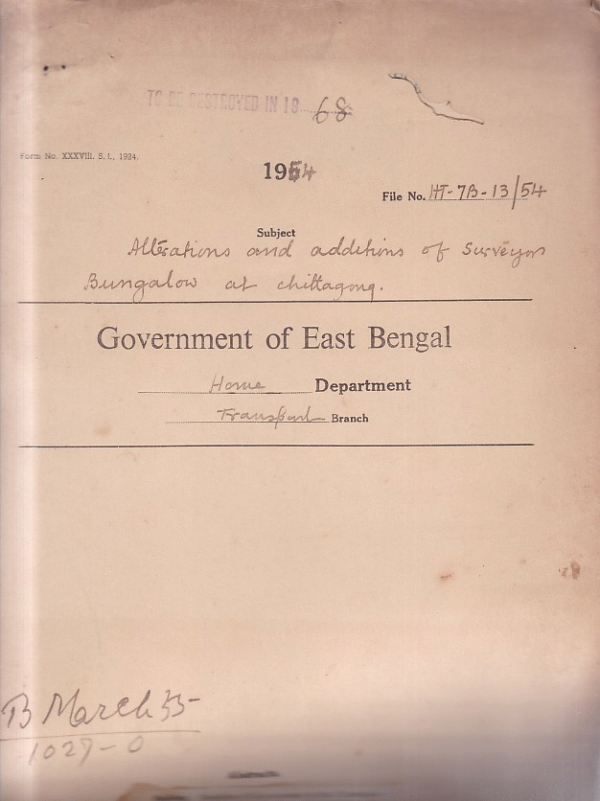 TO BE DESTROYED IN 19 68
Form No. XXXVIII, S. I., 1924.
1954
File No. HT-7B-13/54
Subject
Alterations and additions of Surveyor
Bungalow at Chittagong.
Government of East Bengal
Home Department
Transport Branch
B March 55
1027-0